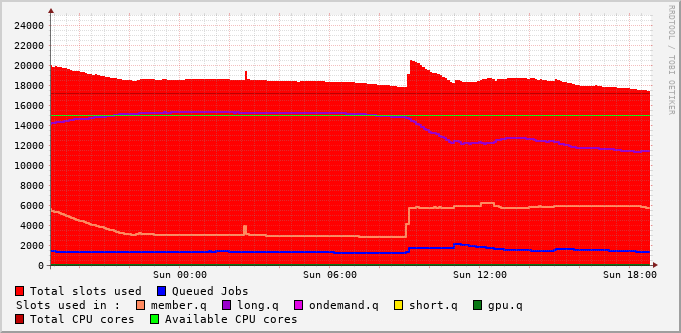 24000
22000
20000
18000
16000
14000
12000
10000
8000
6000
4000
2000
0
Sun 00:00 Sun 06:00 Sun 12:00 Sun 18:00
RRDTOOL / TOBI OETIKER
Total slots used Queued Jobs
Slots used in : member.q long.q ondemand.q short.q gpu.q
Total CPU cores Available CPU cores